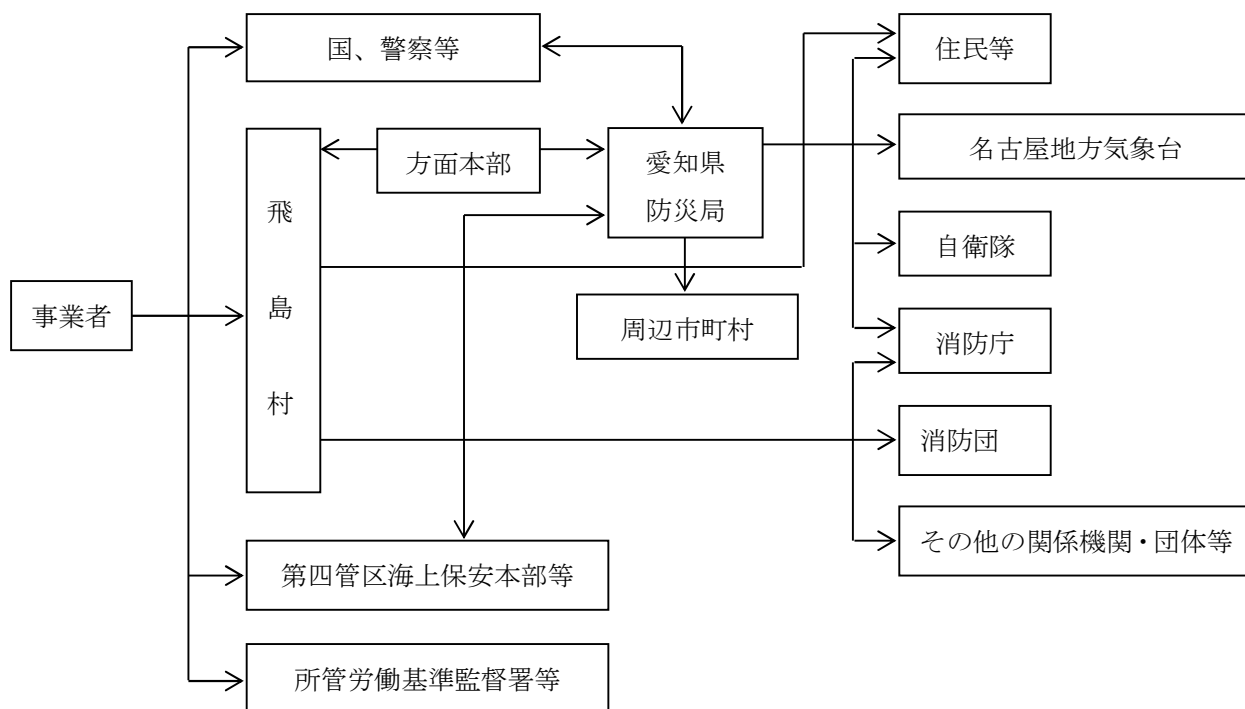 国、警察等
住民等
方面本部
愛知県
防災局
名古屋地方気象台
飛島村
自衛隊
事業者
周辺市町村
消防庁
消防団
第四管区海上保安本部等
その他の関係機関・団体等
所管労働基準監督署等